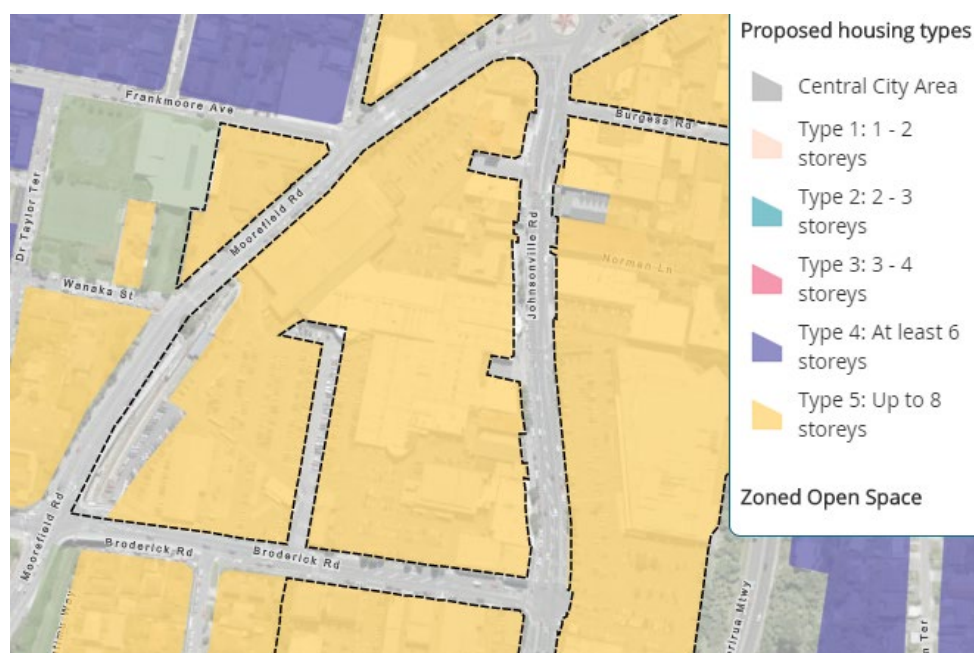 Proposed housing types
Central City Area
Type 1: 1 - 2
storeys
Type 2: 2 - 3
storeys
Type 3: 3 - 4
storeys
Type 4: At least 6
storeys
Type 5: Up to 8
storeys
Zoned Open Space
Frankmoore Ave
Burgess Rd
Dr Taylor Ter
Moorefield Rd
Johnsonville Rd
Norman Ln
Wanaka St
Moorefield Rd
Broderick Rd
Broderick Rd
Way
Mtwy
Ter